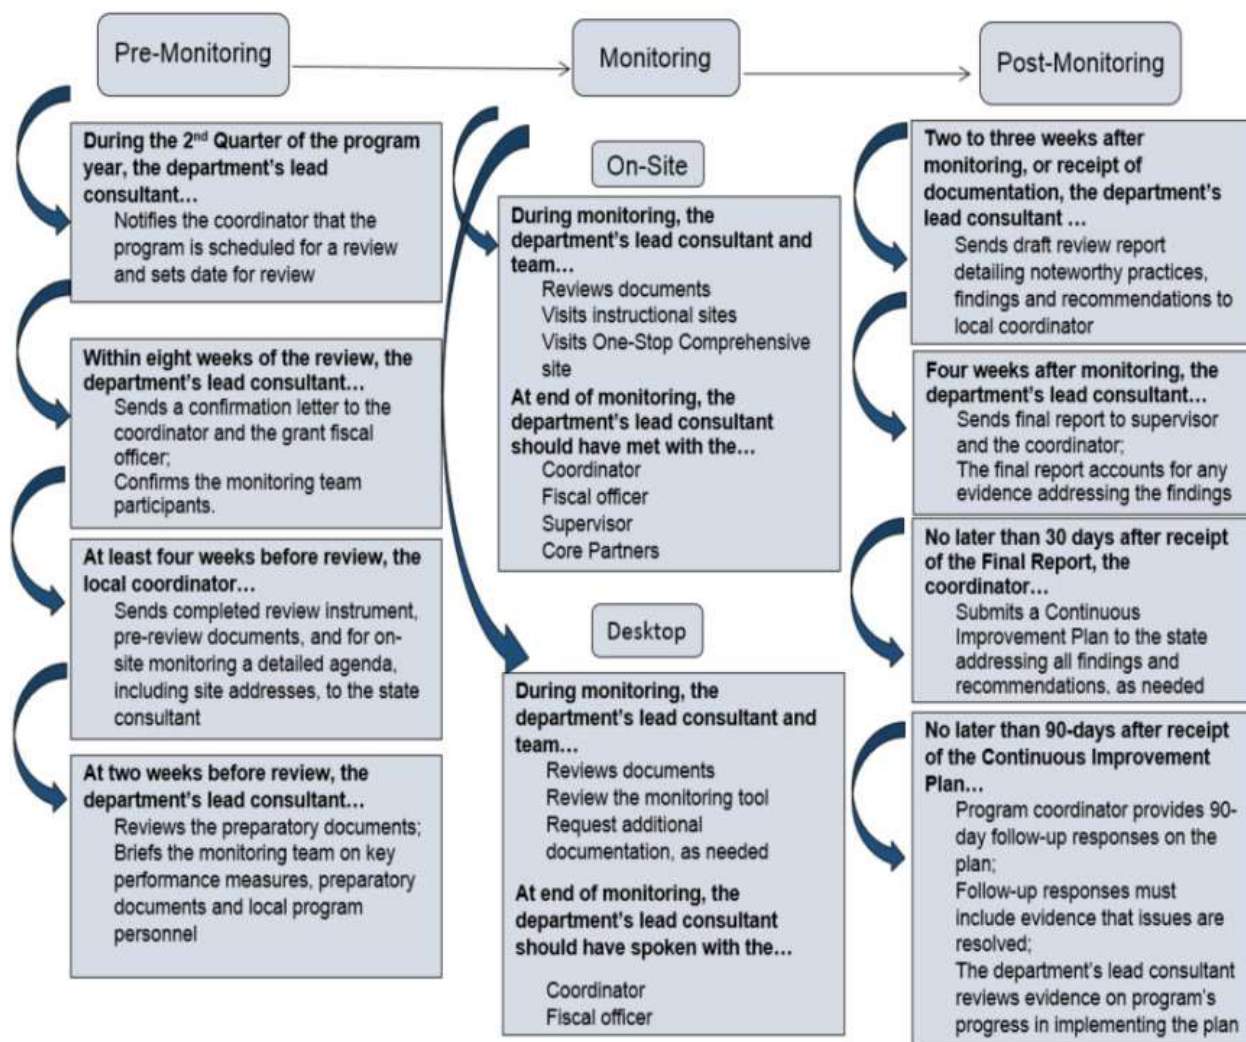 Pre-Monitoring
During the 2nd Quarter of the program
year, the department's lead
consultant…
Notifies the coordinator that the
program is scheduled for a review
and sets date for review
Within eight weeks of the review, the
department's lead consultant…
Sends a confirmation letter to the
coordinator and the grant fiscal
officer;
Confirms the monitoring team
participants.
At least four weeks before review, the
local coordinator…
Sends completed review instrument,
pre-review documents, and for on-
site monitoring a detailed agenda,
including site addresses, to the state
consultant
At two weeks before review, the
department's lead consultant…
Reviews the preparatory documents;
Briefs the monitoring team on key
performance measures, preparatory
documents and local program
personnel
Monitoring
On-Site
During monitoring, the
department's lead consultant and
team…
Reviews documents
Visits instructional sites
Visits One-Stop Comprehensive
site
At end of monitoring, the
department's lead consultant
should have met with the…
Coordinator
Fiscal officer
Supervisor
Core Partners
Desktop
During monitoring, the
department's lead consultant and
team…
Reviews documents
Review the monitoring tool
Request additional
documentation, as needed
At end of monitoring, the
department's lead consultant
should have spoken with the…
Coordinator
Fiscal officer
Post-Monitoring
Two to three weeks after
monitoring, or receipt of
documentation, the department's
lead consultant …
Sends draft review report
detailing noteworthy practices,
findings and recommendations to
local coordinator
Four weeks after monitoring, the
department's lead consultant…
Sends final report to supervisor
and the coordinator;
The final report accounts for any
evidence addressing the findings
No later than 30 days after receipt
of the Final Report, the
coordinator…
Submits a Continuous
Improvement Plan to the state
addressing all findings and
recommendations, as needed
No later than 90-days after receipt
of the Continuous Improvement
Plan…
Program coordinator provides 90-
day follow-up responses on the
plan;
Follow-up responses must
include evidence that issues are
resolved;
The department's lead consultant
reviews evidence on program's
progress in implementing the plan